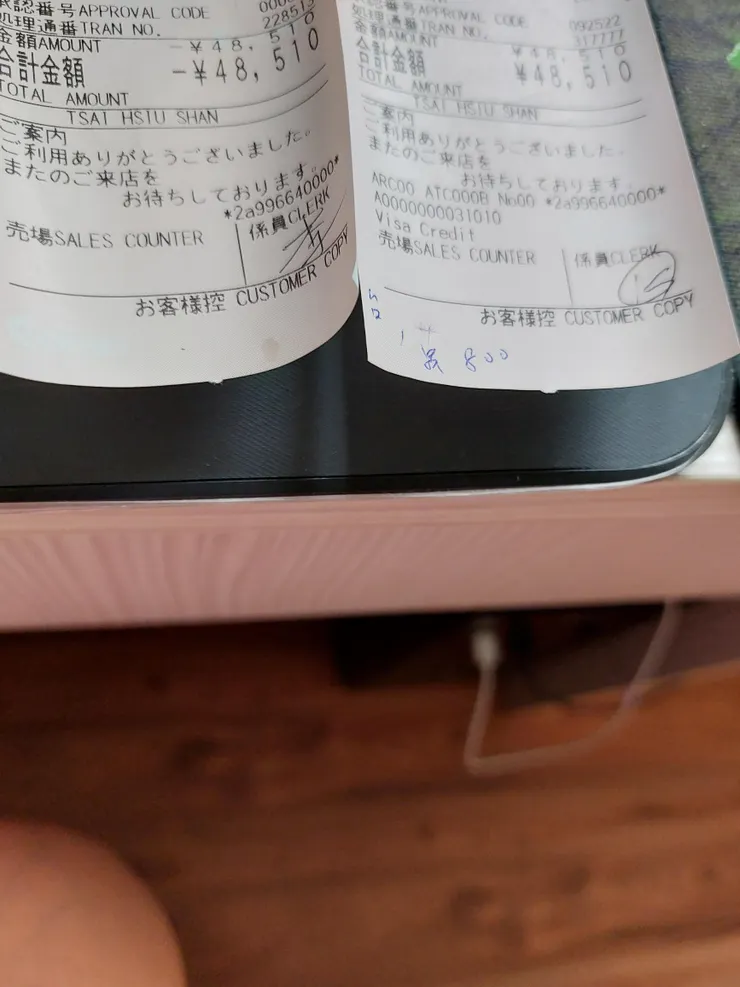 承認番号APPROVAL CODE
処理通番TRAN NO. 228513
金額AMOUNT -¥48,510
合計金額 -¥48,510
TOTAL AMOUNT
TSAI HSIU SHAN
ご案内
ご利用ありがとうございました。
またのご来店を
お待ちしております。
*2a996640000*
売場SALES COUNTER
係員CLERK
お客様控 CUSTOMER COPY
承認番号APPROVAL CODE 092522
処理通番TRAN NO. 317777
金額AMOUNT ¥48,510
合計金額 ¥48,510
TOTAL AMOUNT
TSAI HSIU SHAN
ご案内
ご利用ありがとうございました。
またのご来店を
お待ちしております。
ARC00 ATC000B No00 *2a996640000*
A0000000031010
Visa Credit
売場SALES COUNTER
係員CLERK
お客様控 CUSTOMER COPY
800